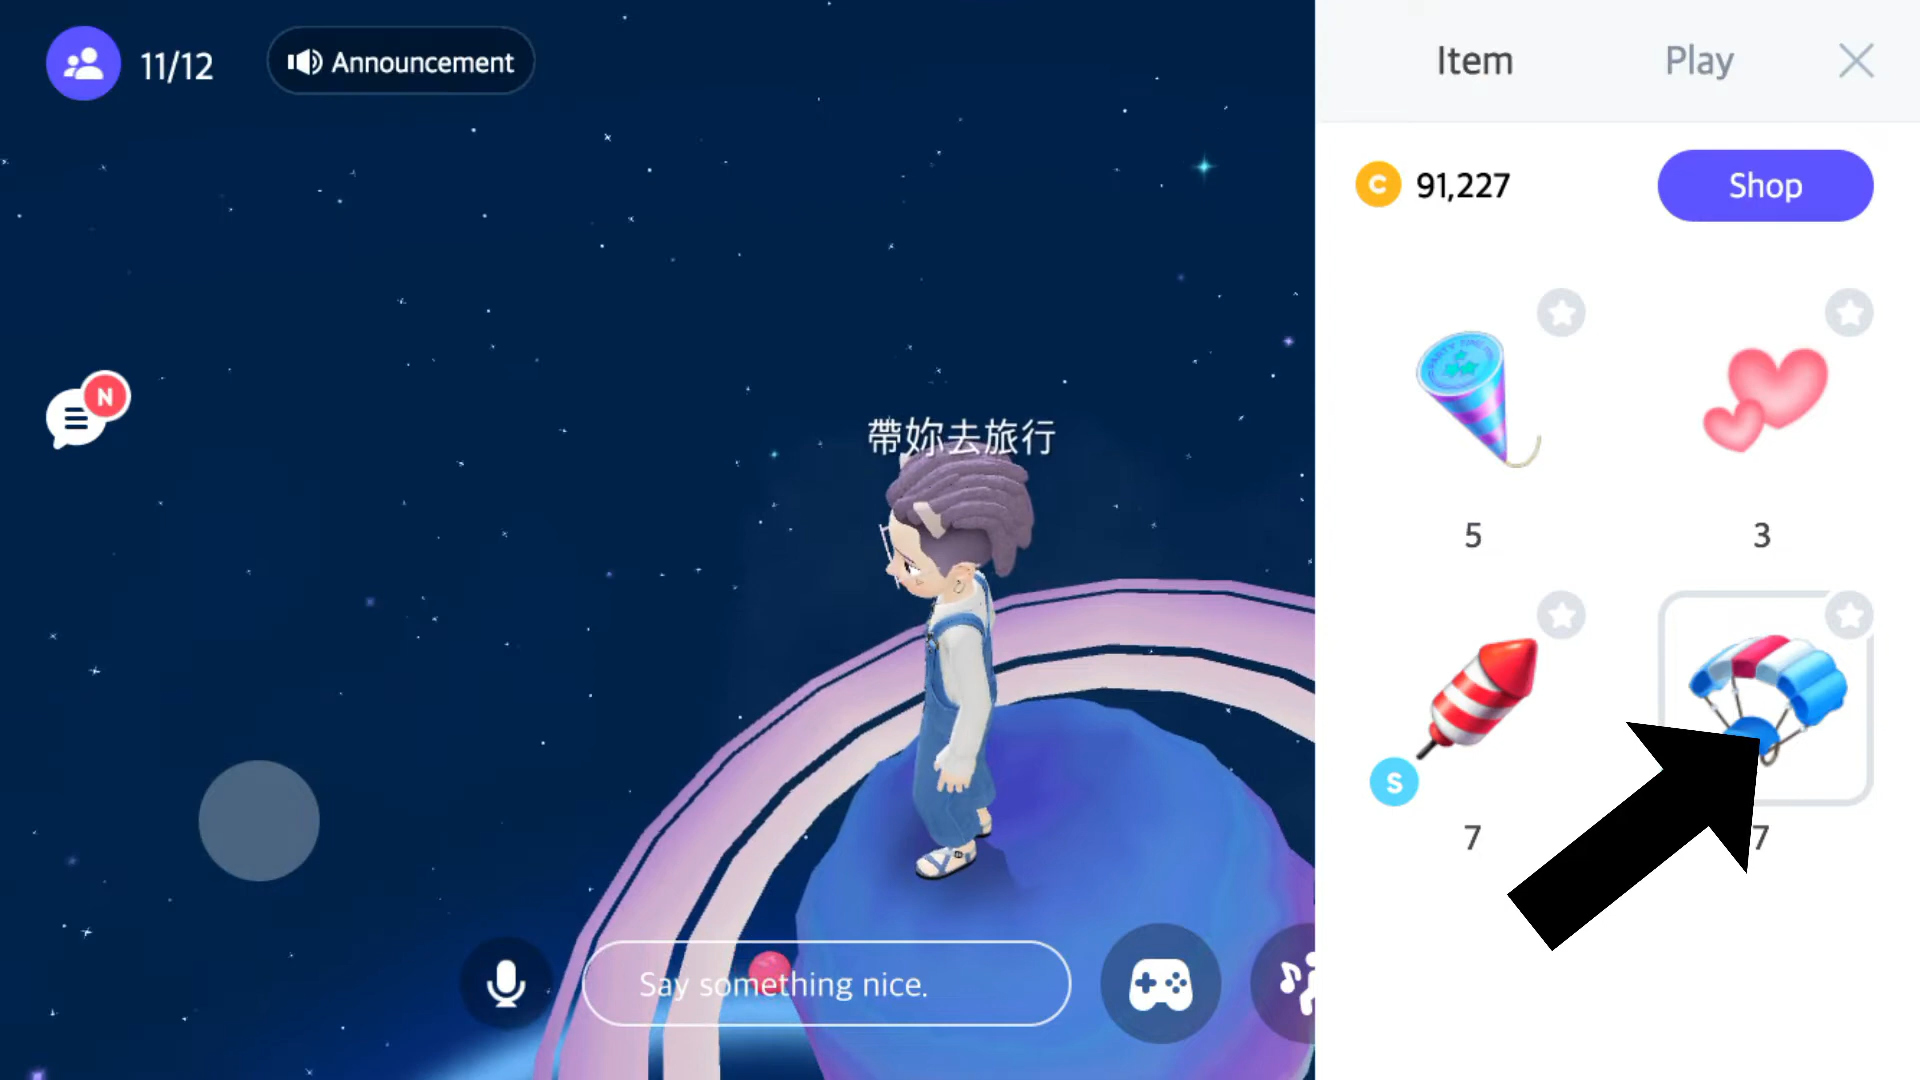 11/12
Announcement
Item
Play
C 91,227
Shop
N
帶妳去旅行
5
3
S
7
7
Say something nice.